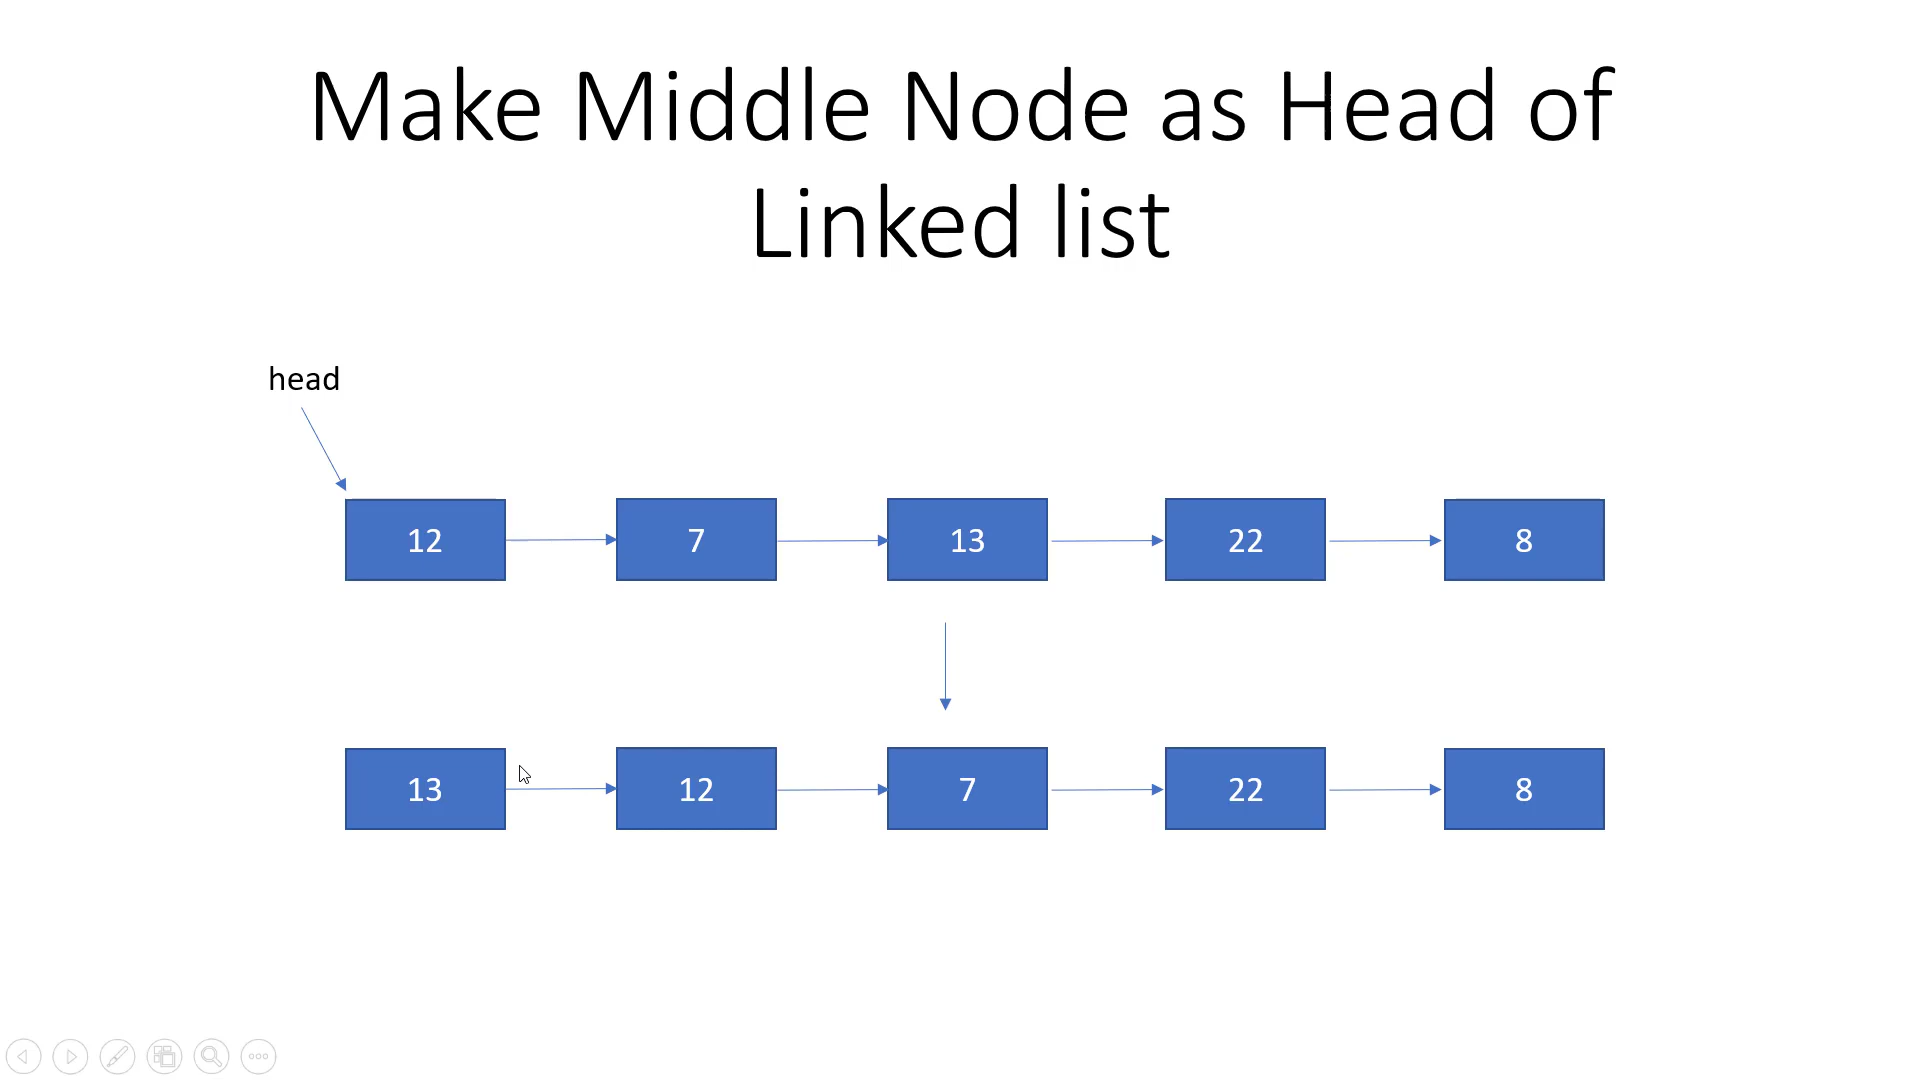 Make Middle Node as Head of
Linked list
head
12 7 13 22 8
13 12 7 22 8